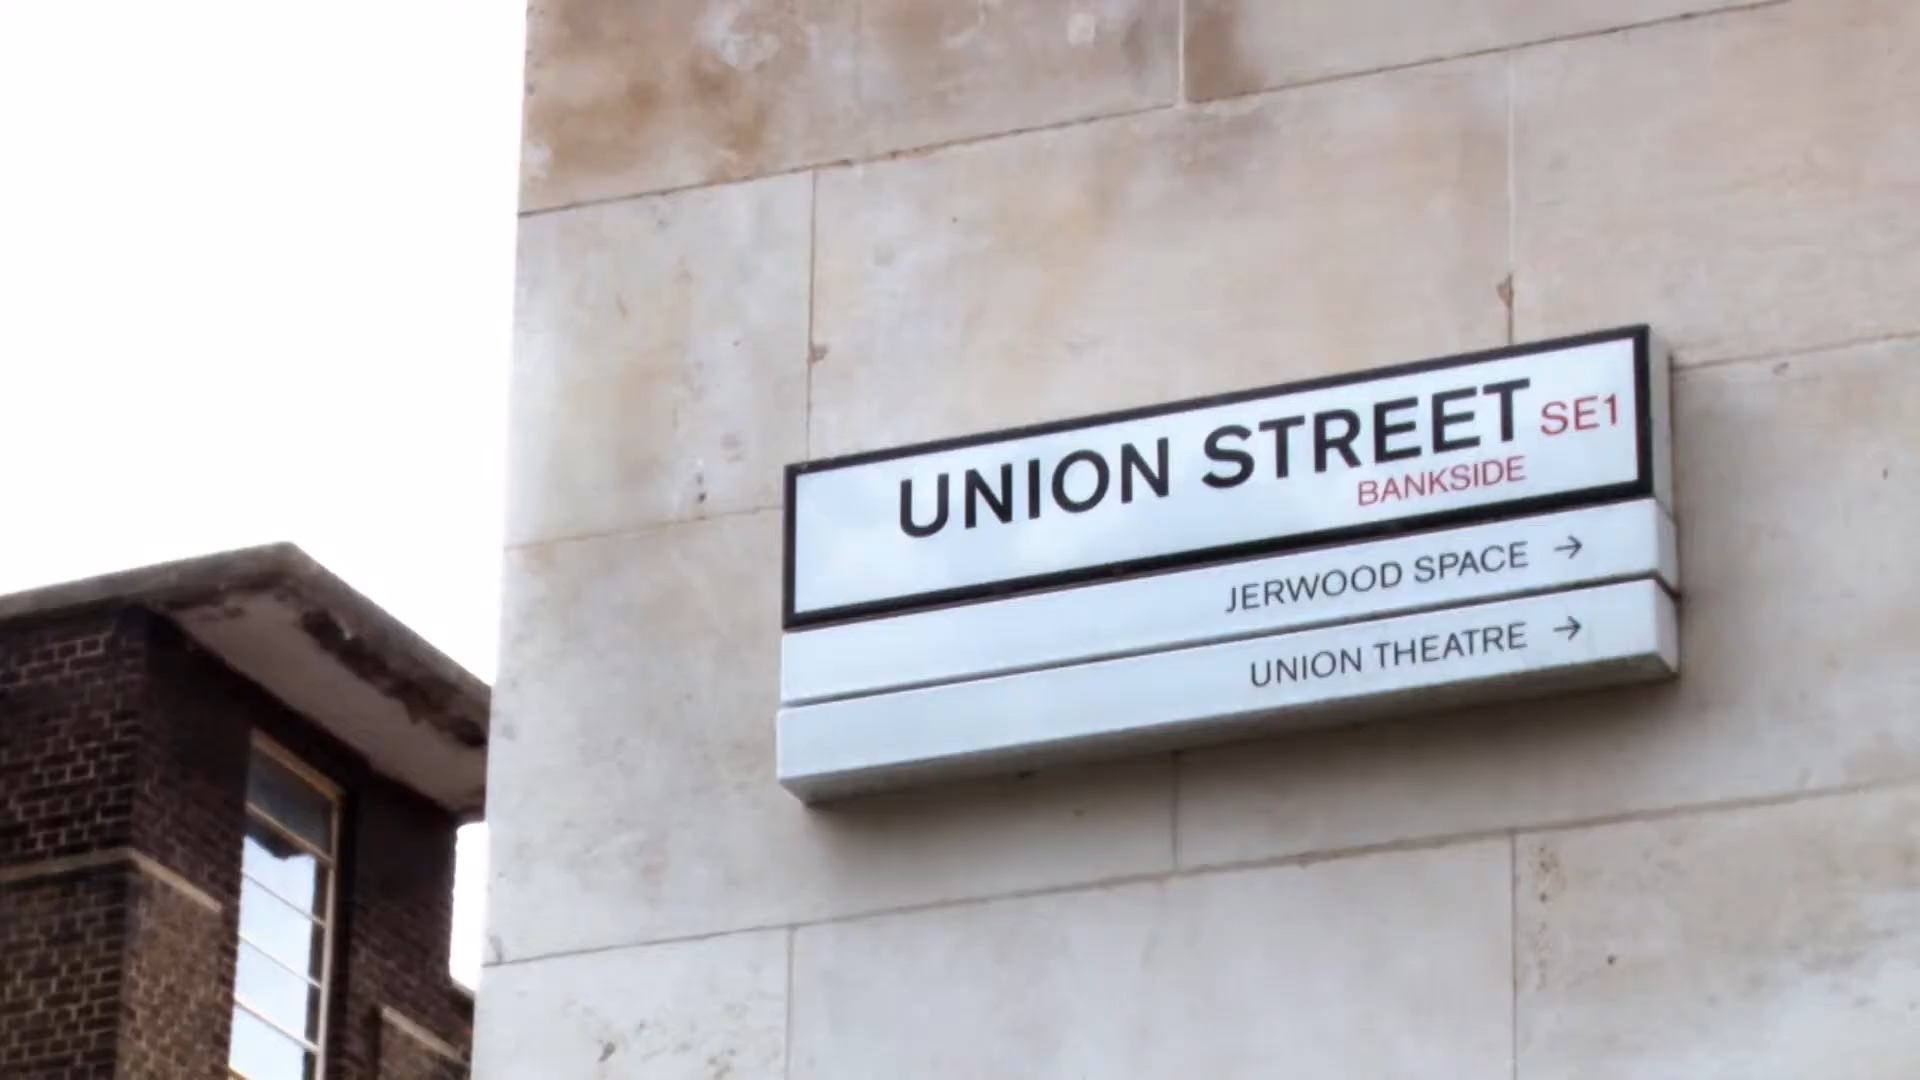 UNION STREET SE1
BANKSIDE
JERWOOD SPACE →
UNION THEATRE →